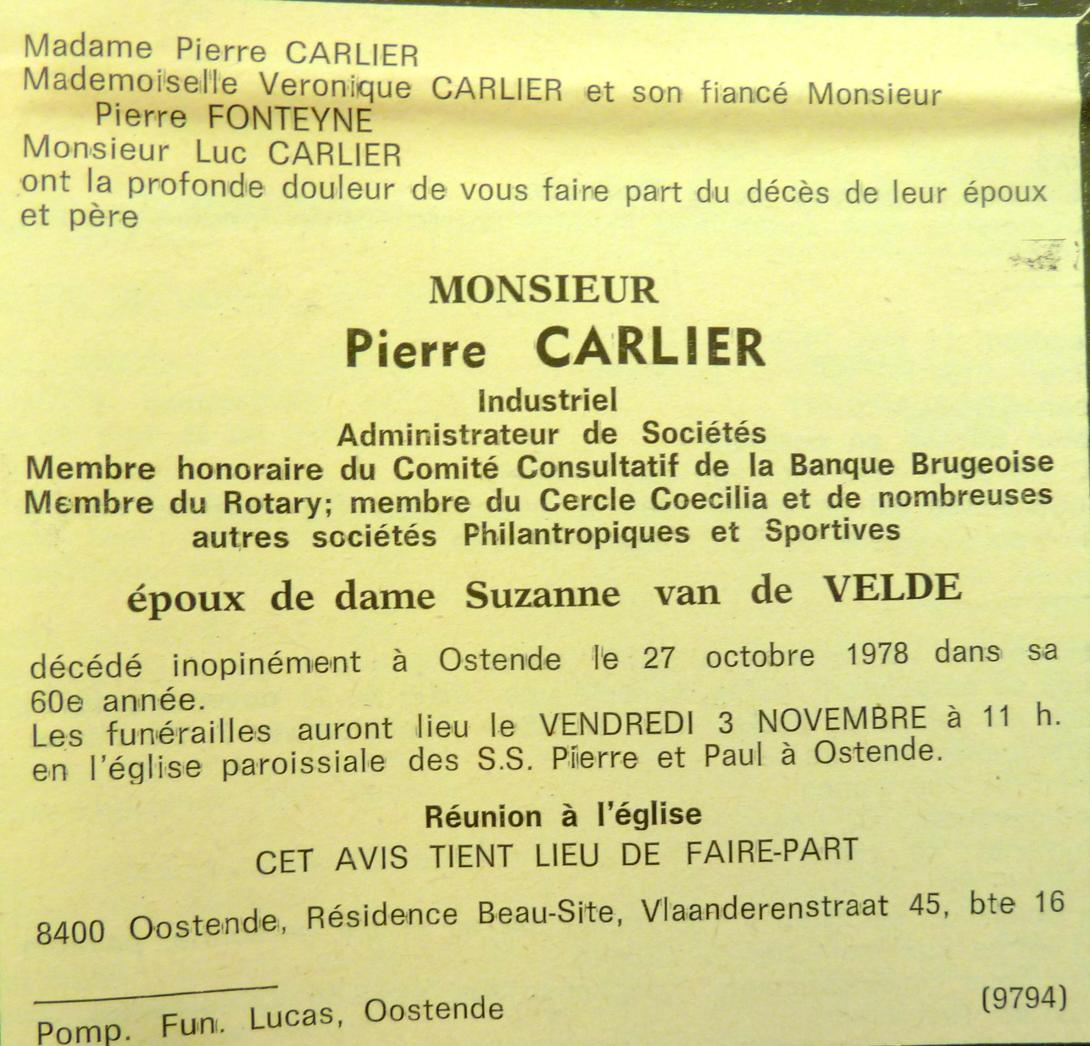 Madame Pierre CARLIER
Mademoiselle Veronique CARLIER et son fiancé Monsieur
Pierre FONTEYNE
Monsieur Luc CARLIER
ont la profonde douleur de vous faire part du décès de leur époux
et père
MONSIEUR
Pierre CARLIER
Industriel
Administrateur de Sociétés
Membre honoraire du Comité Consultatif de la Banque Brugeoise
Membre du Rotary; membre du Cercle Coecilia et de nombreuses
autres sociétés Philantropiques et Sportives
époux de dame Suzanne van de VELDE
décédé inopinément à Ostende le 27 octobre 1978 dans sa
60e année.
Les funérailles auront lieu le VENDREDI 3 NOVEMBRE à 11 h.
en l'église paroissiale des S.S. Pierre et Paul à Ostende.
Réunion à l'église
CET AVIS TIENT LIEU DE FAIRE-PART
8400 Oostende, Résidence Beau-Site, Vlaanderenstraat 45, bte 16
Pomp. Fun. Lucas, Oostende (9794)